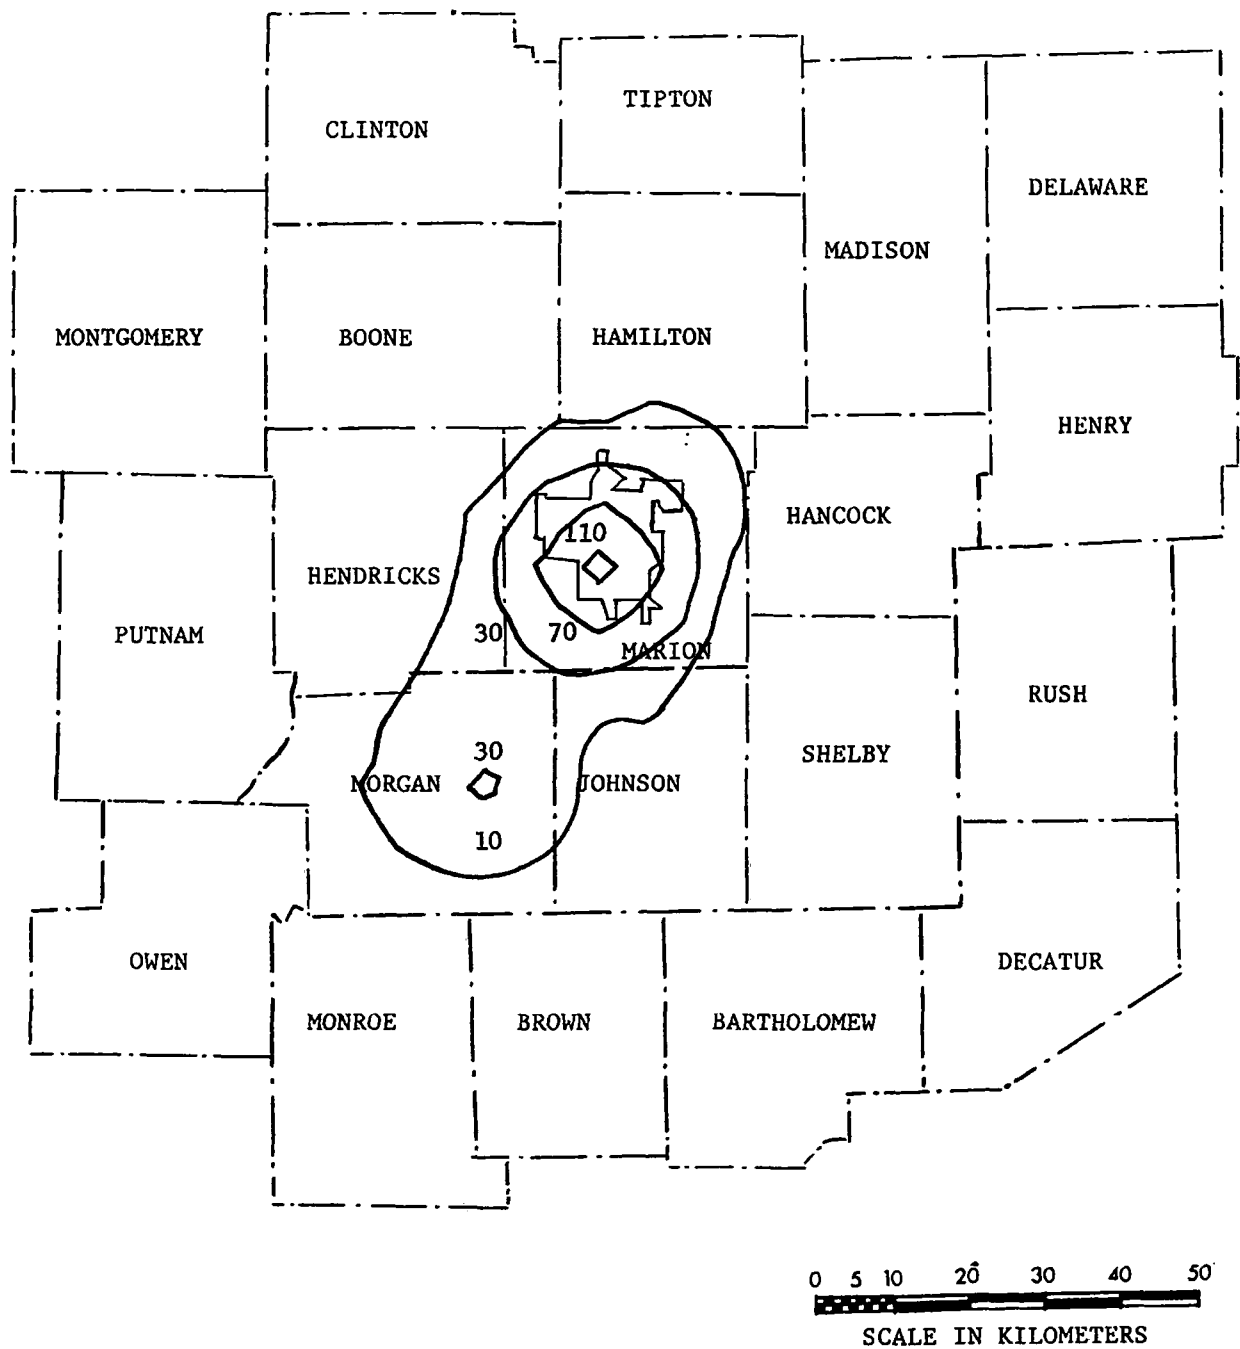 TIPTON
CLINTON
DELAWARE
MADISON
MONTGOMERY
BOONE
HAMILTON
HENRY
HANCOCK
110
HENDRICKS
PUTNAM
30
70
MARION
RUSH
30
SHELBY
MORGAN
JOHNSON
10
OWEN
DECATUR
MONROE
BROWN
BARTHOLOMEW
0 5 10 20 30 40 50
SCALE IN KILOMETERS